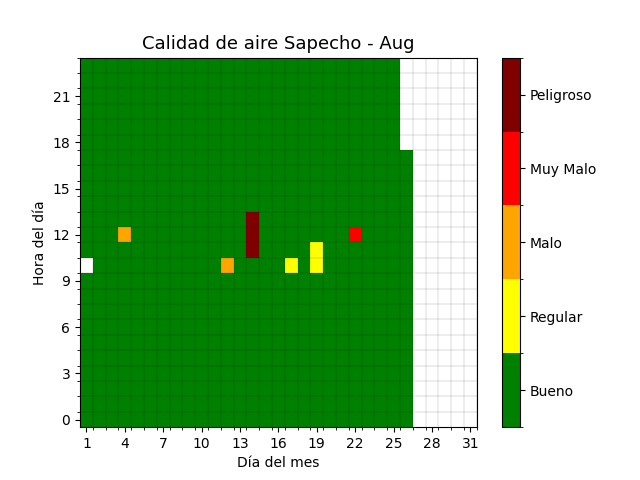 Calidad de aire Sapecho - Aug
Hora del día
21
18
15
12
9
6
3
0
1 4 7 10 13 16 19 22 25 28 31
Día del mes
Peligroso
Muy Malo
Malo
Regular
Bueno